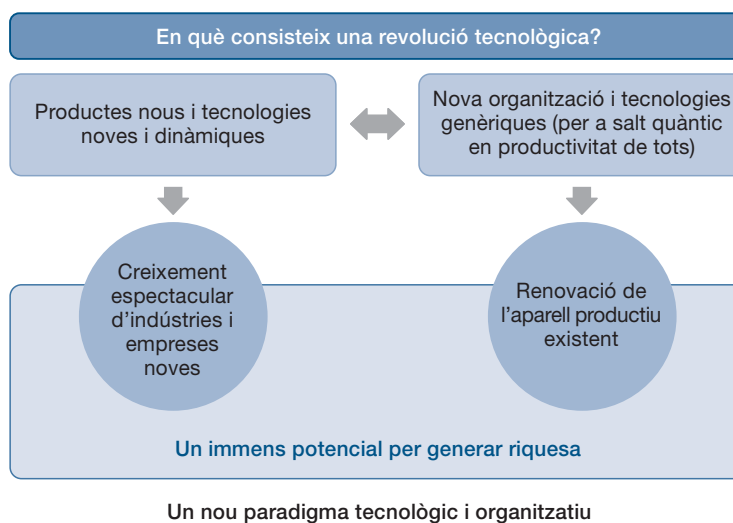 En què consisteix una revolució tecnològica?
Productes nous i tecnologies
noves i dinàmiques
Nova organització i tecnologies
genèriques (per a salt quàntic
en productivitat de tots)
Creixement
espectacular
d’indústries i
empreses
noves
Renovació de
l’aparell productiu
existent
Un immens potencial per generar riquesa
Un nou paradigma tecnològic i organitzatiu